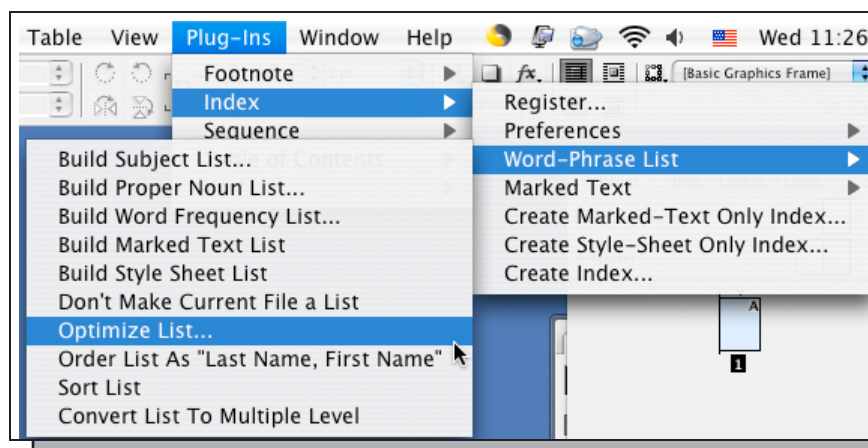 Table View Plug-Ins Window Help Wed 11:26
Footnote
fx.
[Basic Graphics Frame]
Index
Sequence
Register...
Preferences
Word-Phrase List
Marked Text
Create Marked-Text Only Index...
Create Style-Sheet Only Index...
Create Index...
Build Subject List...
Build Proper Noun List...
Build Word Frequency List...
Build Marked Text List
Build Style Sheet List
Don't Make Current File a List
Optimize List...
Order List As "Last Name, First Name"
Sort List
Convert List To Multiple Level
A
1